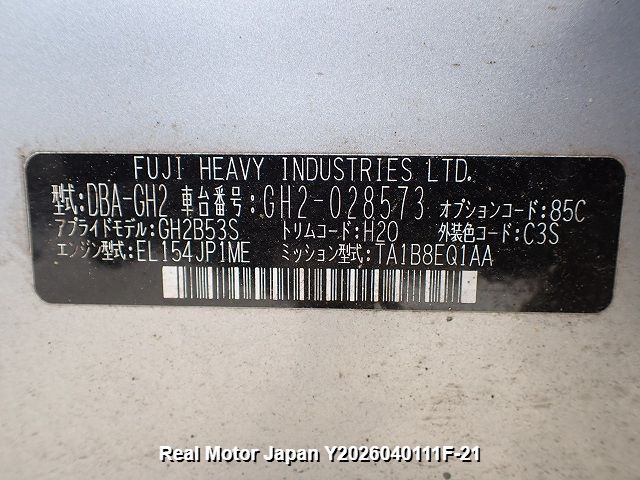 FUJI HEAVY INDUSTRIES LTD.
型式:DBA-GH2 車台番号:GH2-028573 オプションコード:85C
アプライドモデル:GH2B53S トリムコード:H20 外装色コード:C3S
エンジン型式:EL154JP1ME ミッション型式:TA1B8EQ1AA
Real Motor Japan Y2026040111F-21